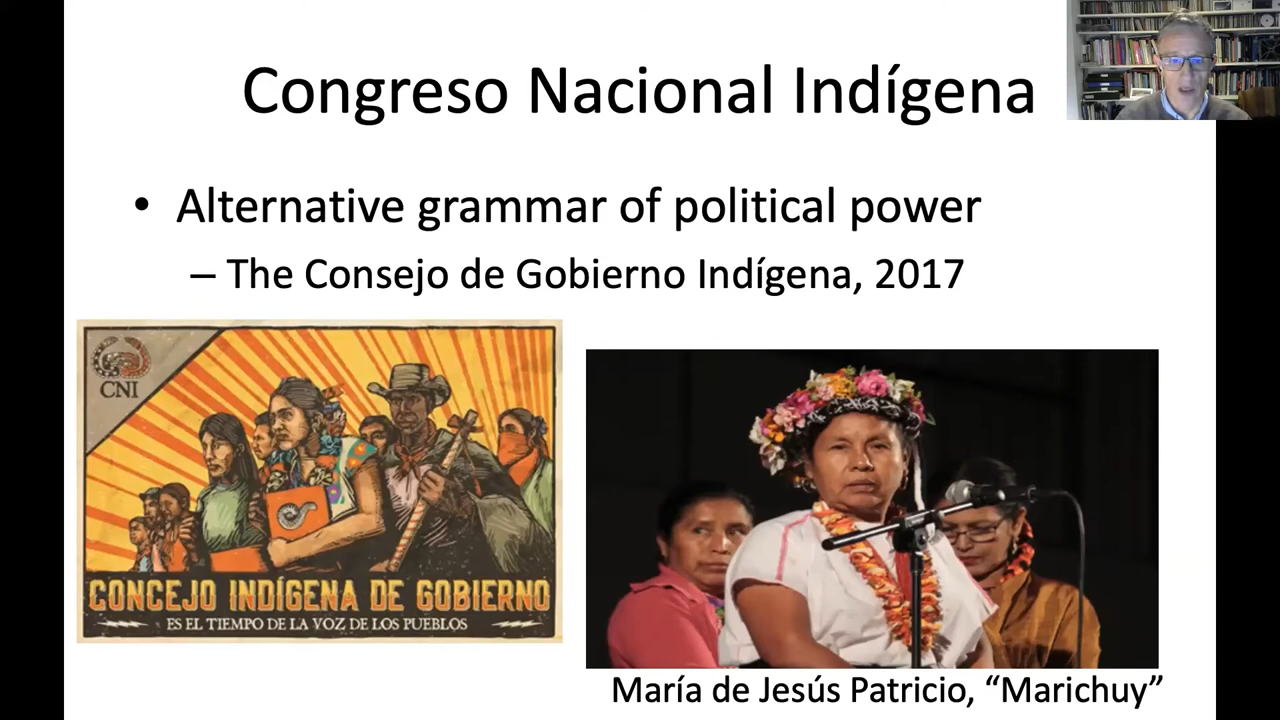 Congreso Nacional Indígena
• Alternative grammar of political power
– The Consejo de Gobierno Indígena, 2017
CNI
CONCEJO INDÍGENA DE GOBIERNO
ES EL TIEMPO DE LA VOZ DE LOS PUEBLOS
María de Jesús Patricio, “Marichuy”